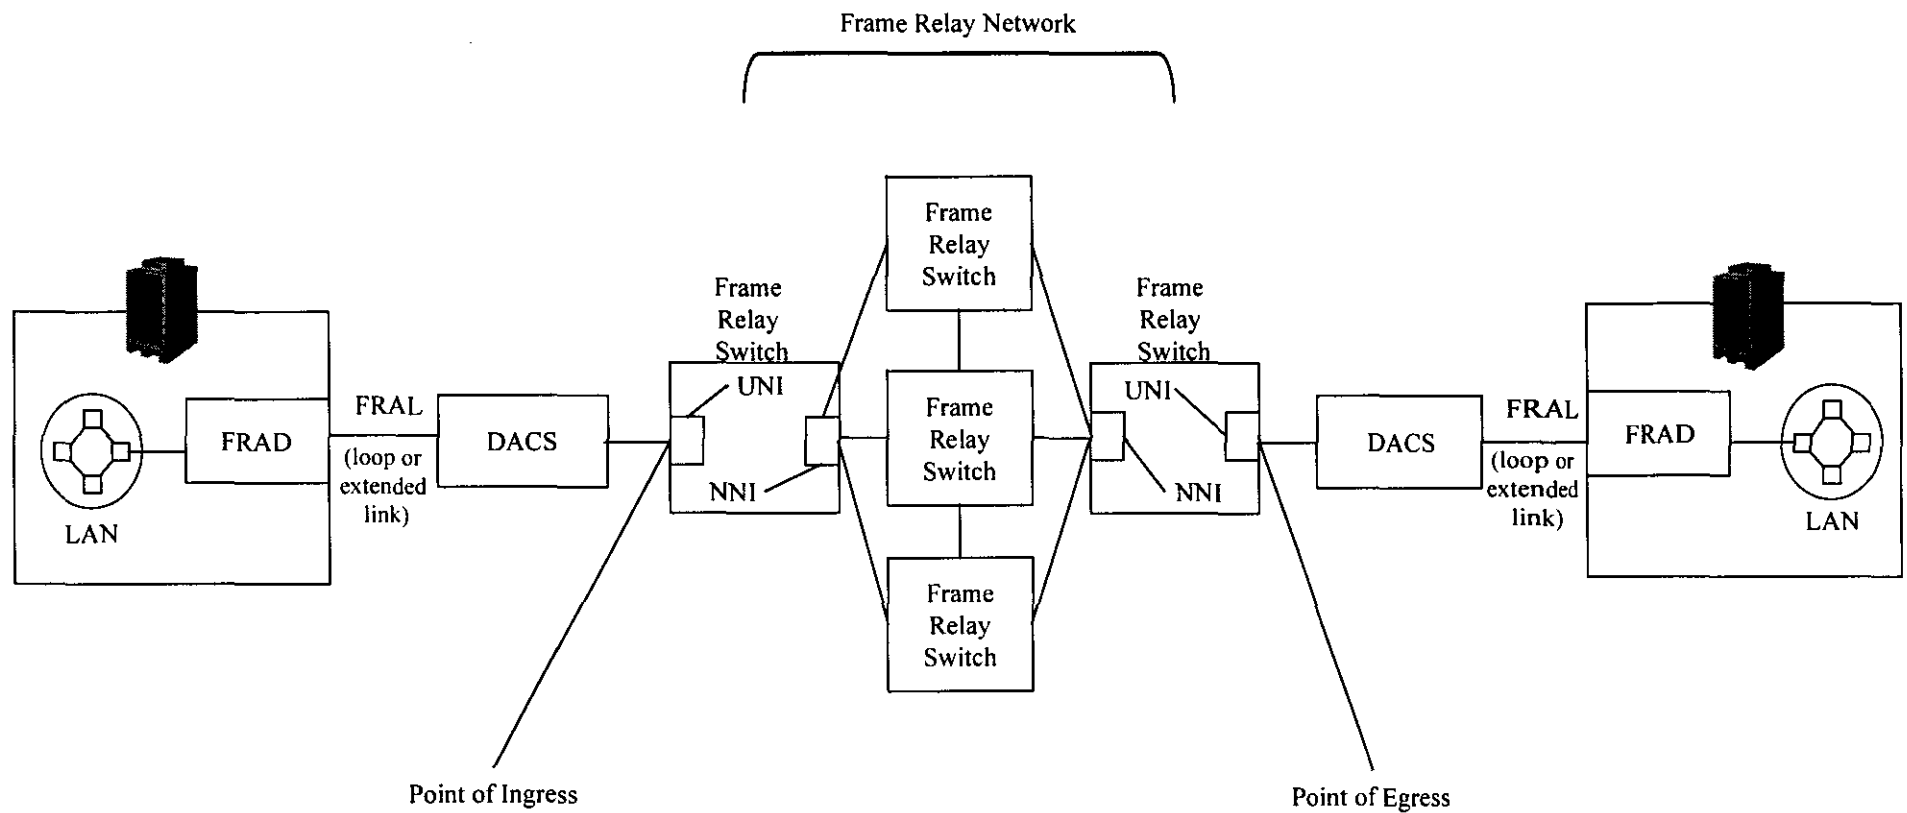 Frame Relay Network
Frame
Relay
Switch
Frame
Relay
Switch
UNI
NNI
Frame
Relay
Switch
Frame
Relay
Switch
Frame
Relay
Switch
UNI
NNI
LAN
FRAD
FRAL
(loop or
extended
link)
DACS
DACS
FRAL
(loop or
extended
link)
FRAD
LAN
Point of Ingress
Point of Egress